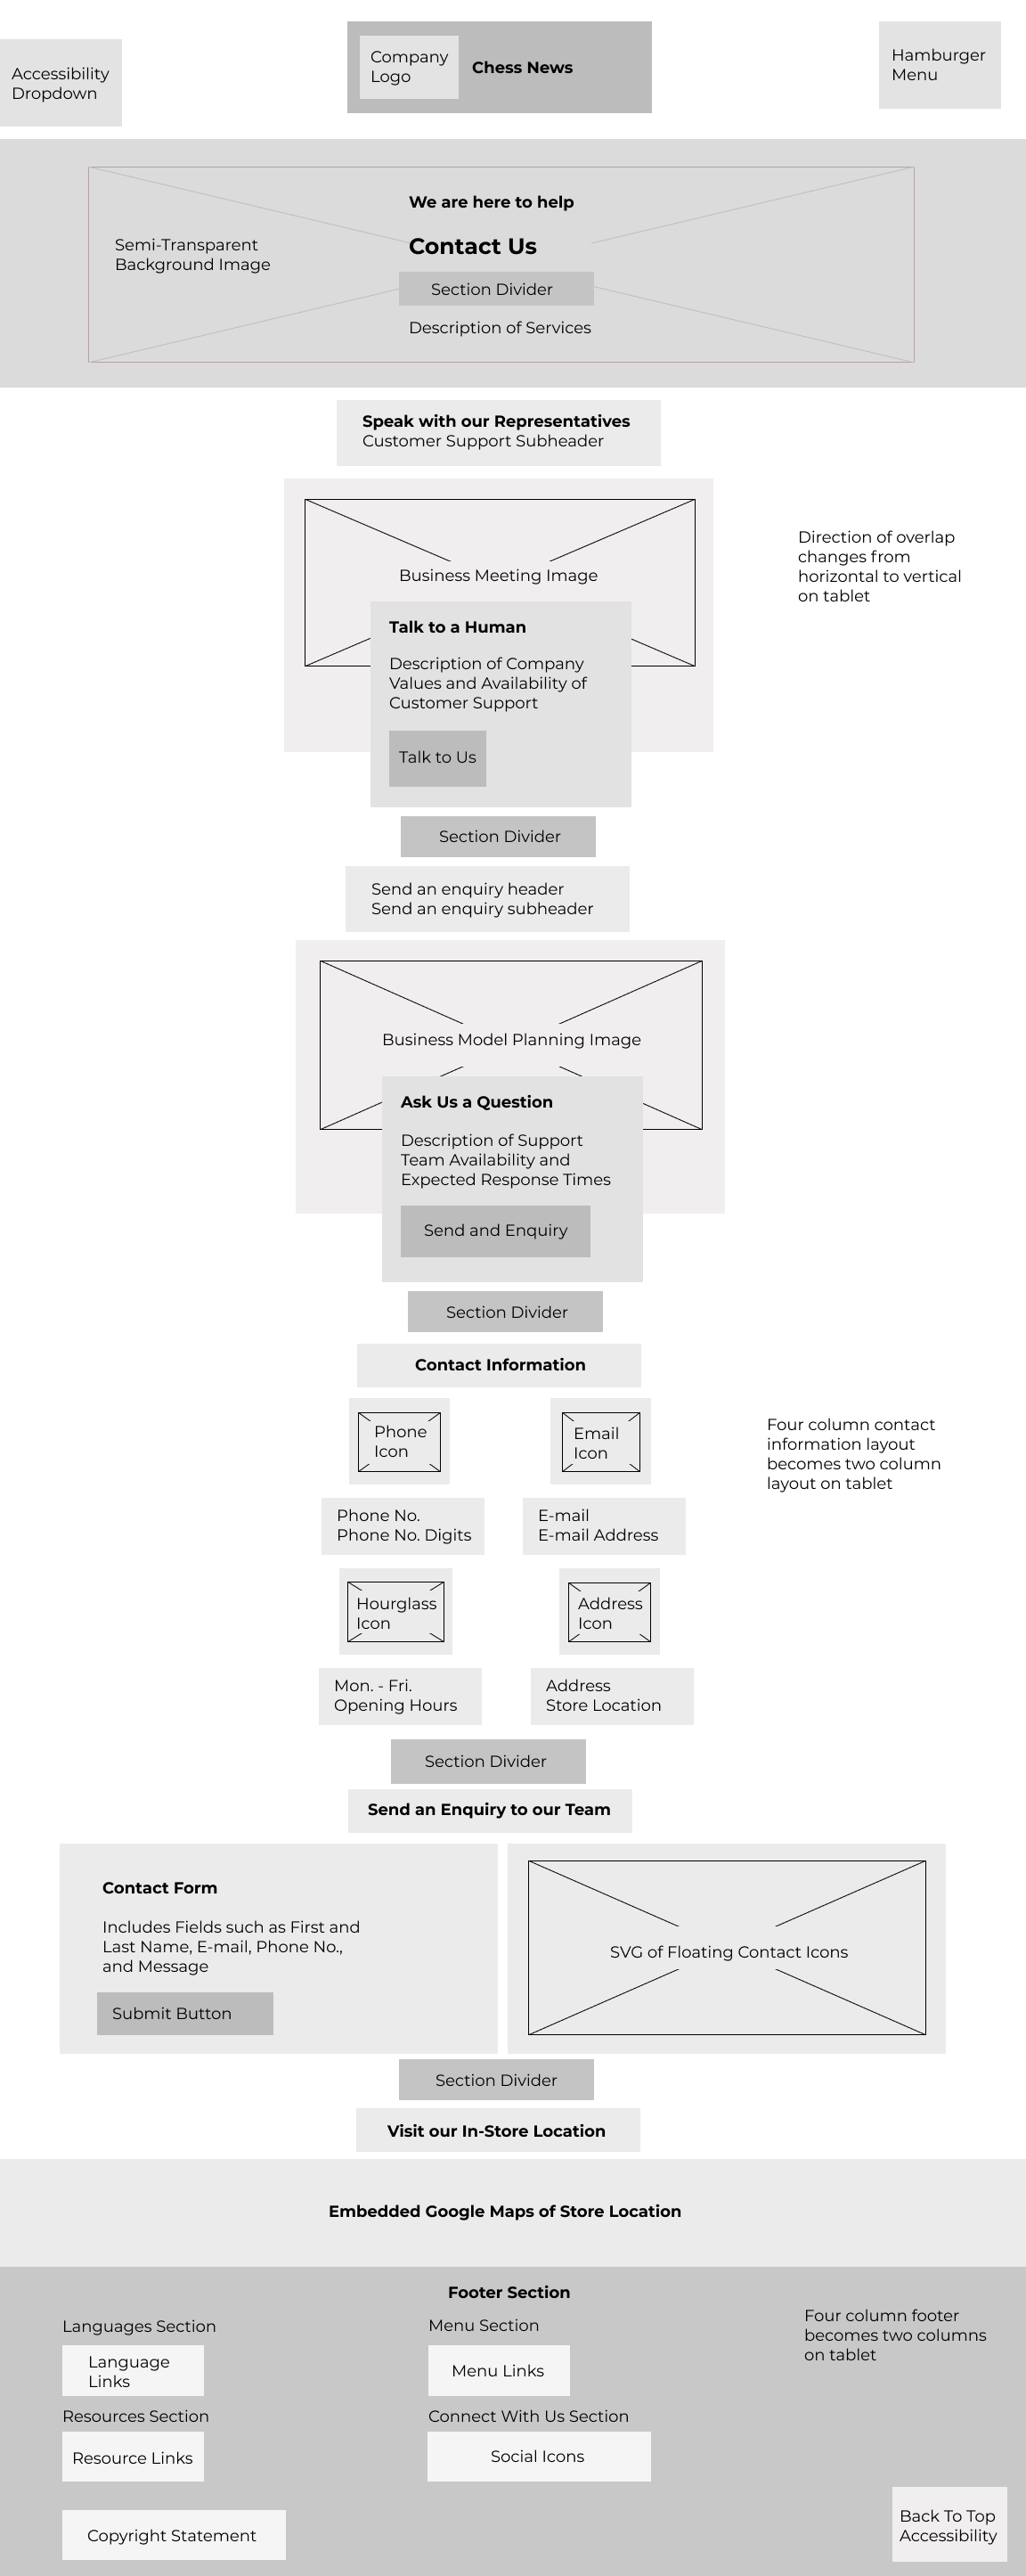 Accessibility
Dropdown
Company
Logo
Chess News
Hamburger
Menu
We are here to help
Contact Us
Semi-Transparent
Background Image
Section Divider
Description of Services
Speak with our Representatives
Customer Support Subheader
Direction of overlap
changes from
horizontal to vertical
on tablet
Business Meeting Image
Talk to a Human
Description of Company
Values and Availability of
Customer Support
Talk to Us
Section Divider
Send an enquiry header
Send an enquiry subheader
Business Model Planning Image
Ask Us a Question
Description of Support
Team Availability and
Expected Response Times
Send and Enquiry
Section Divider
Contact Information
Phone
Icon
Email
Icon
Four column contact
information layout
becomes two column
layout on tablet
Phone No.
Phone No. Digits
E-mail
E-mail Address
Hourglass
Icon
Address
Icon
Mon. - Fri.
Opening Hours
Address
Store Location
Section Divider
Send an Enquiry to our Team
Contact Form
Includes Fields such as First and
Last Name, E-mail, Phone No.,
and Message
Submit Button
SVG of Floating Contact Icons
Section Divider
Visit our In-Store Location
Embedded Google Maps of Store Location
Footer Section
Languages Section
Language
Links
Menu Section
Menu Links
Four column footer
becomes two columns
on tablet
Resources Section
Resource Links
Connect With Us Section
Social Icons
Copyright Statement
Back To Top
Accessibility